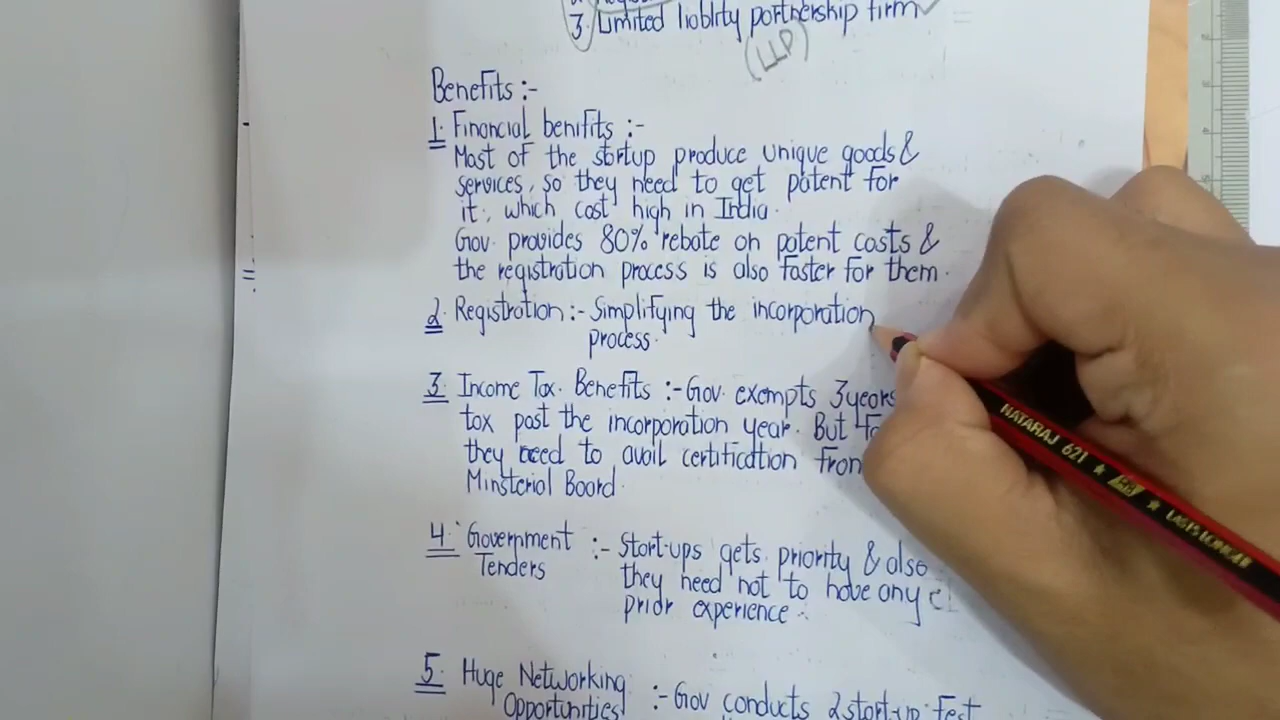 3. Limited lioblity partnership firm
(LLP)
Benefits :-
1. Financial benifits :-
Most of the startup produce unique goods &
services, so they need to get patent for
it, which cost high in India.
Gov. provides 80% rebate on patent costs &
the registration process is also faster for them.
2. Registration :- Simplifying the incorporation
process.
3. Income Tax. Benefits :- Gov. exempts 3 years
tax past the incorporation year. But
they need to avail certification
Minsterial Board.
4. Government :- Start-ups gets priority & also
Tenders they need not to have any
prior experience.
5. Huge Networking :- Gov conducts 2 start-up fest
Opportunities
NATARAJ 621